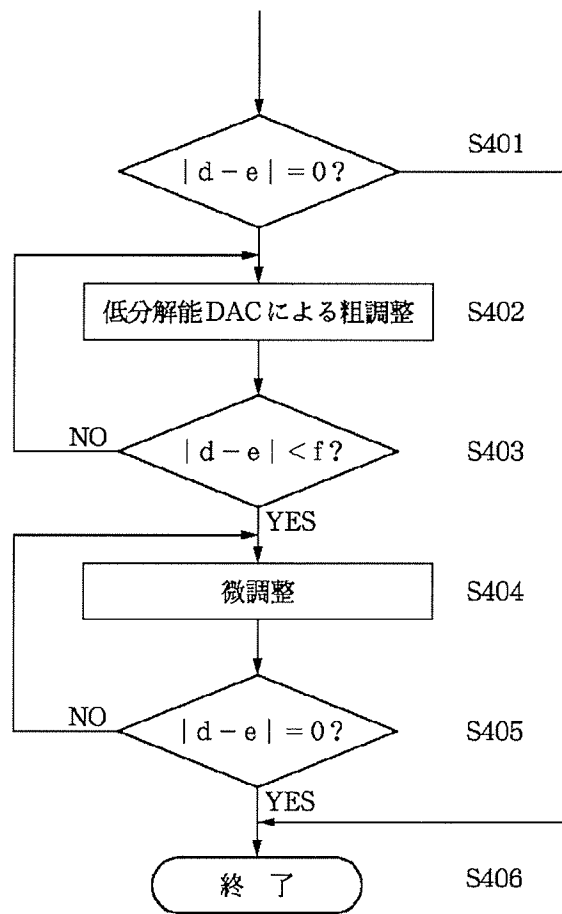 |d-e|=0?
S401
低分解能DACによる粗調整
S402
NO
|d-e|<f?
S403
YES
微調整
S404
NO
|d-e|=0?
S405
YES
終 了
S406